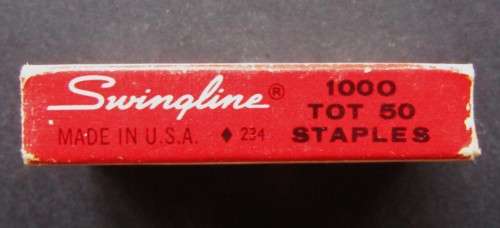 Swingline®
MADE IN U.S.A. ♦ 234
1000
TOT 50
STAPLES